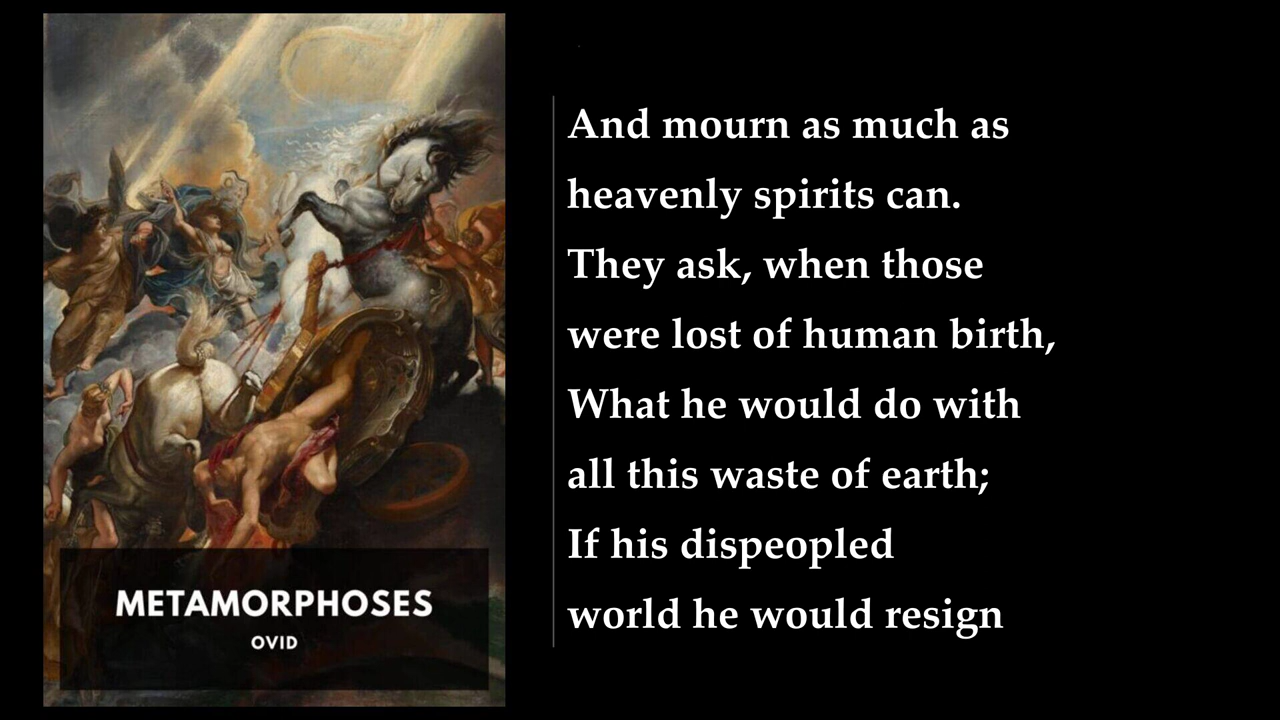 METAMORPHOSES
OVID
And mourn as much as
heavenly spirits can.
They ask, when those
were lost of human birth,
What he would do with
all this waste of earth;
If his dispeopled
world he would resign